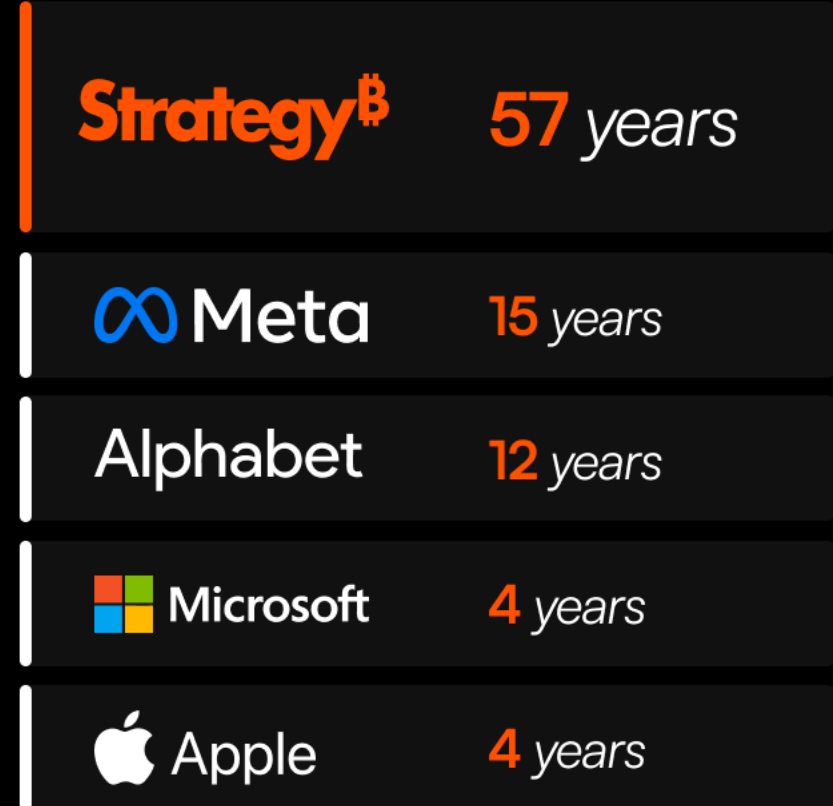 Strategy₿ 57 years
Meta 15 years
Alphabet 12 years
Microsoft 4 years
Apple 4 years